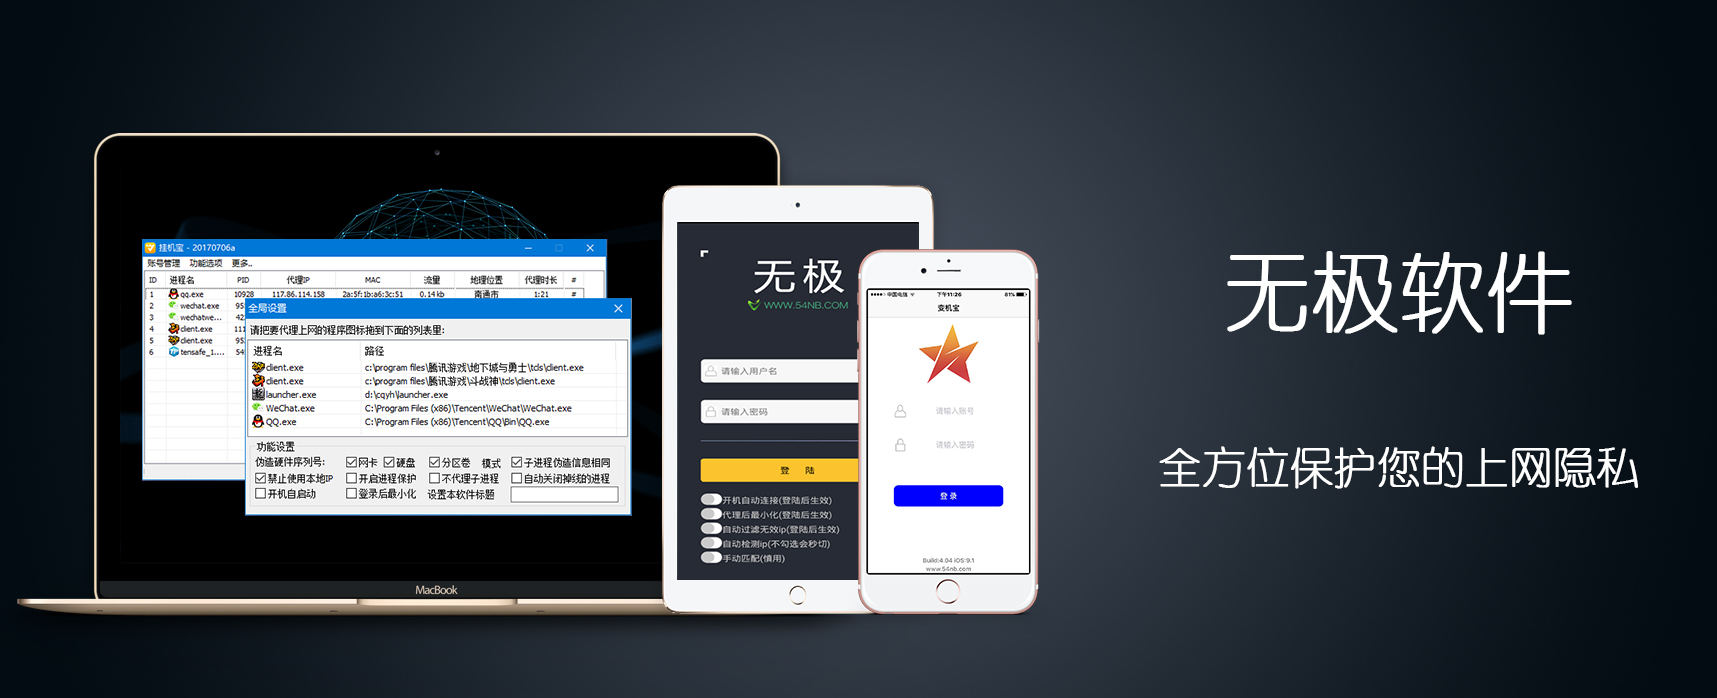 挂机宝 - 20170706a
账号管理 功能选项 更多..
ID 进程名 PID 代理IP MAC 流量 地理位置 代理时长 #
1 qq.exe 10928 117.86.114.158 2a:5f:1b:a6:3c:51 0.14 kb 南通市 1:21 #
2 wechat.exe 95
3 wechatwe... 42
4 client.exe 111
5 client.exe 95
6 tensafe_1.... 54
全局设置
请把要代理上网的程序图标拖到下面的列表里:
进程名 路径
client.exe c:\program files\腾讯游戏\地下城与勇士\tcls\client.exe
client.exe c:\program files\腾讯游戏\斗战神\tcls\client.exe
launcher.exe d:\cqyh\launcher.exe
WeChat.exe C:\Program Files (x86)\Tencent\WeChat\WeChat.exe
QQ.exe C:\Program Files (x86)\Tencent\QQ\Bin\QQ.exe
功能设置
伪造硬件序列号: 网卡 硬盘 分区卷 模式 子进程伪造信息相同
禁止使用本地IP 开启进程保护 不代理子进程 自动关闭掉线的进程
开机自启动 登录后最小化 设置本软件标题
MacBook
无极
WWW.54NB.COM
请输入用户名
请输入密码
登 陆
开机自动连接(登陆后生效)
代理后最小化(登陆后生效)
自动过滤无效ip(登陆后生效)
自动检测ip(不勾选会秒切)
手动匹配(慎用)
中国电信 下午11:26 81%
变机宝
请输入账号
请输入密码
登录
Build:4.04 iOS:9.1
www.54nb.com
无极软件
全方位保护您的上网隐私